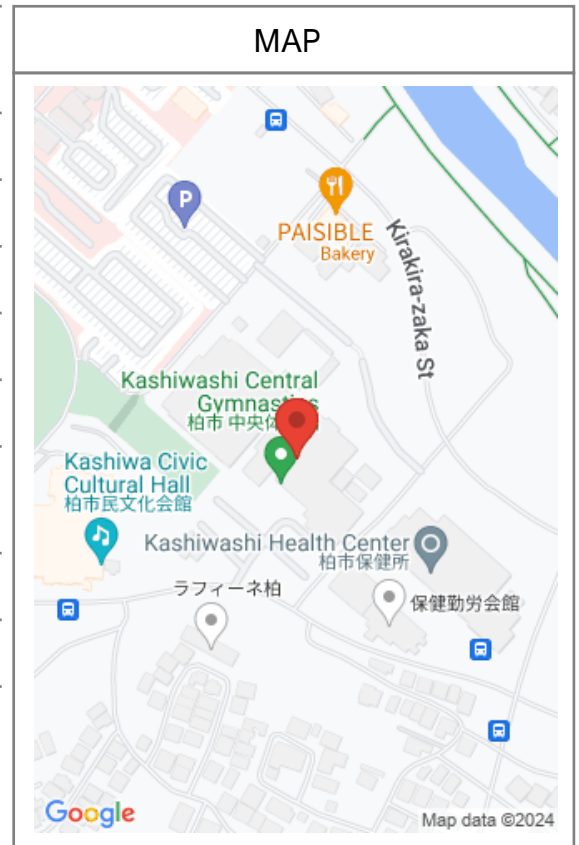 MAP
P
PAISIBLE
Bakery
Kirakira-zaka St
Kashiwashi Central
柏市 中央体
Kashiwa Civic
Cultural Hall
柏市民文化会館
Kashiwashi Health Center
柏市保健所
ラフィーネ柏
保健勤労会館
Google
Map data ©2024